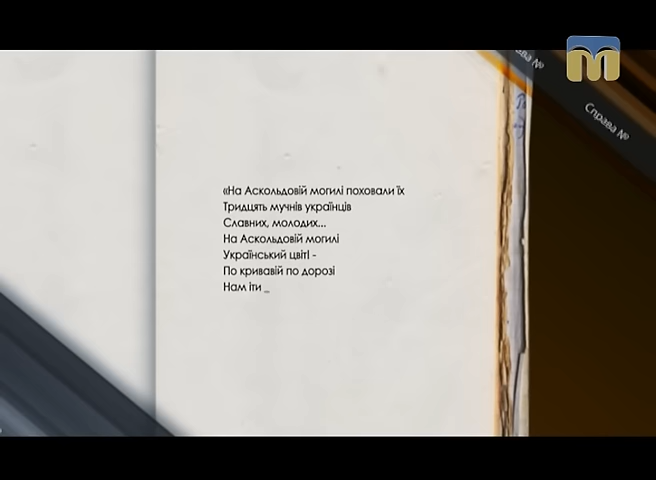 ава №
Справа №
«На Аскольдовій могилі поховали їх
Тридцять мучнів українців
Славних, молодих...
На Аскольдовій могилі
Український цвіт! -
По кривавій по дорозі
Нам іти _